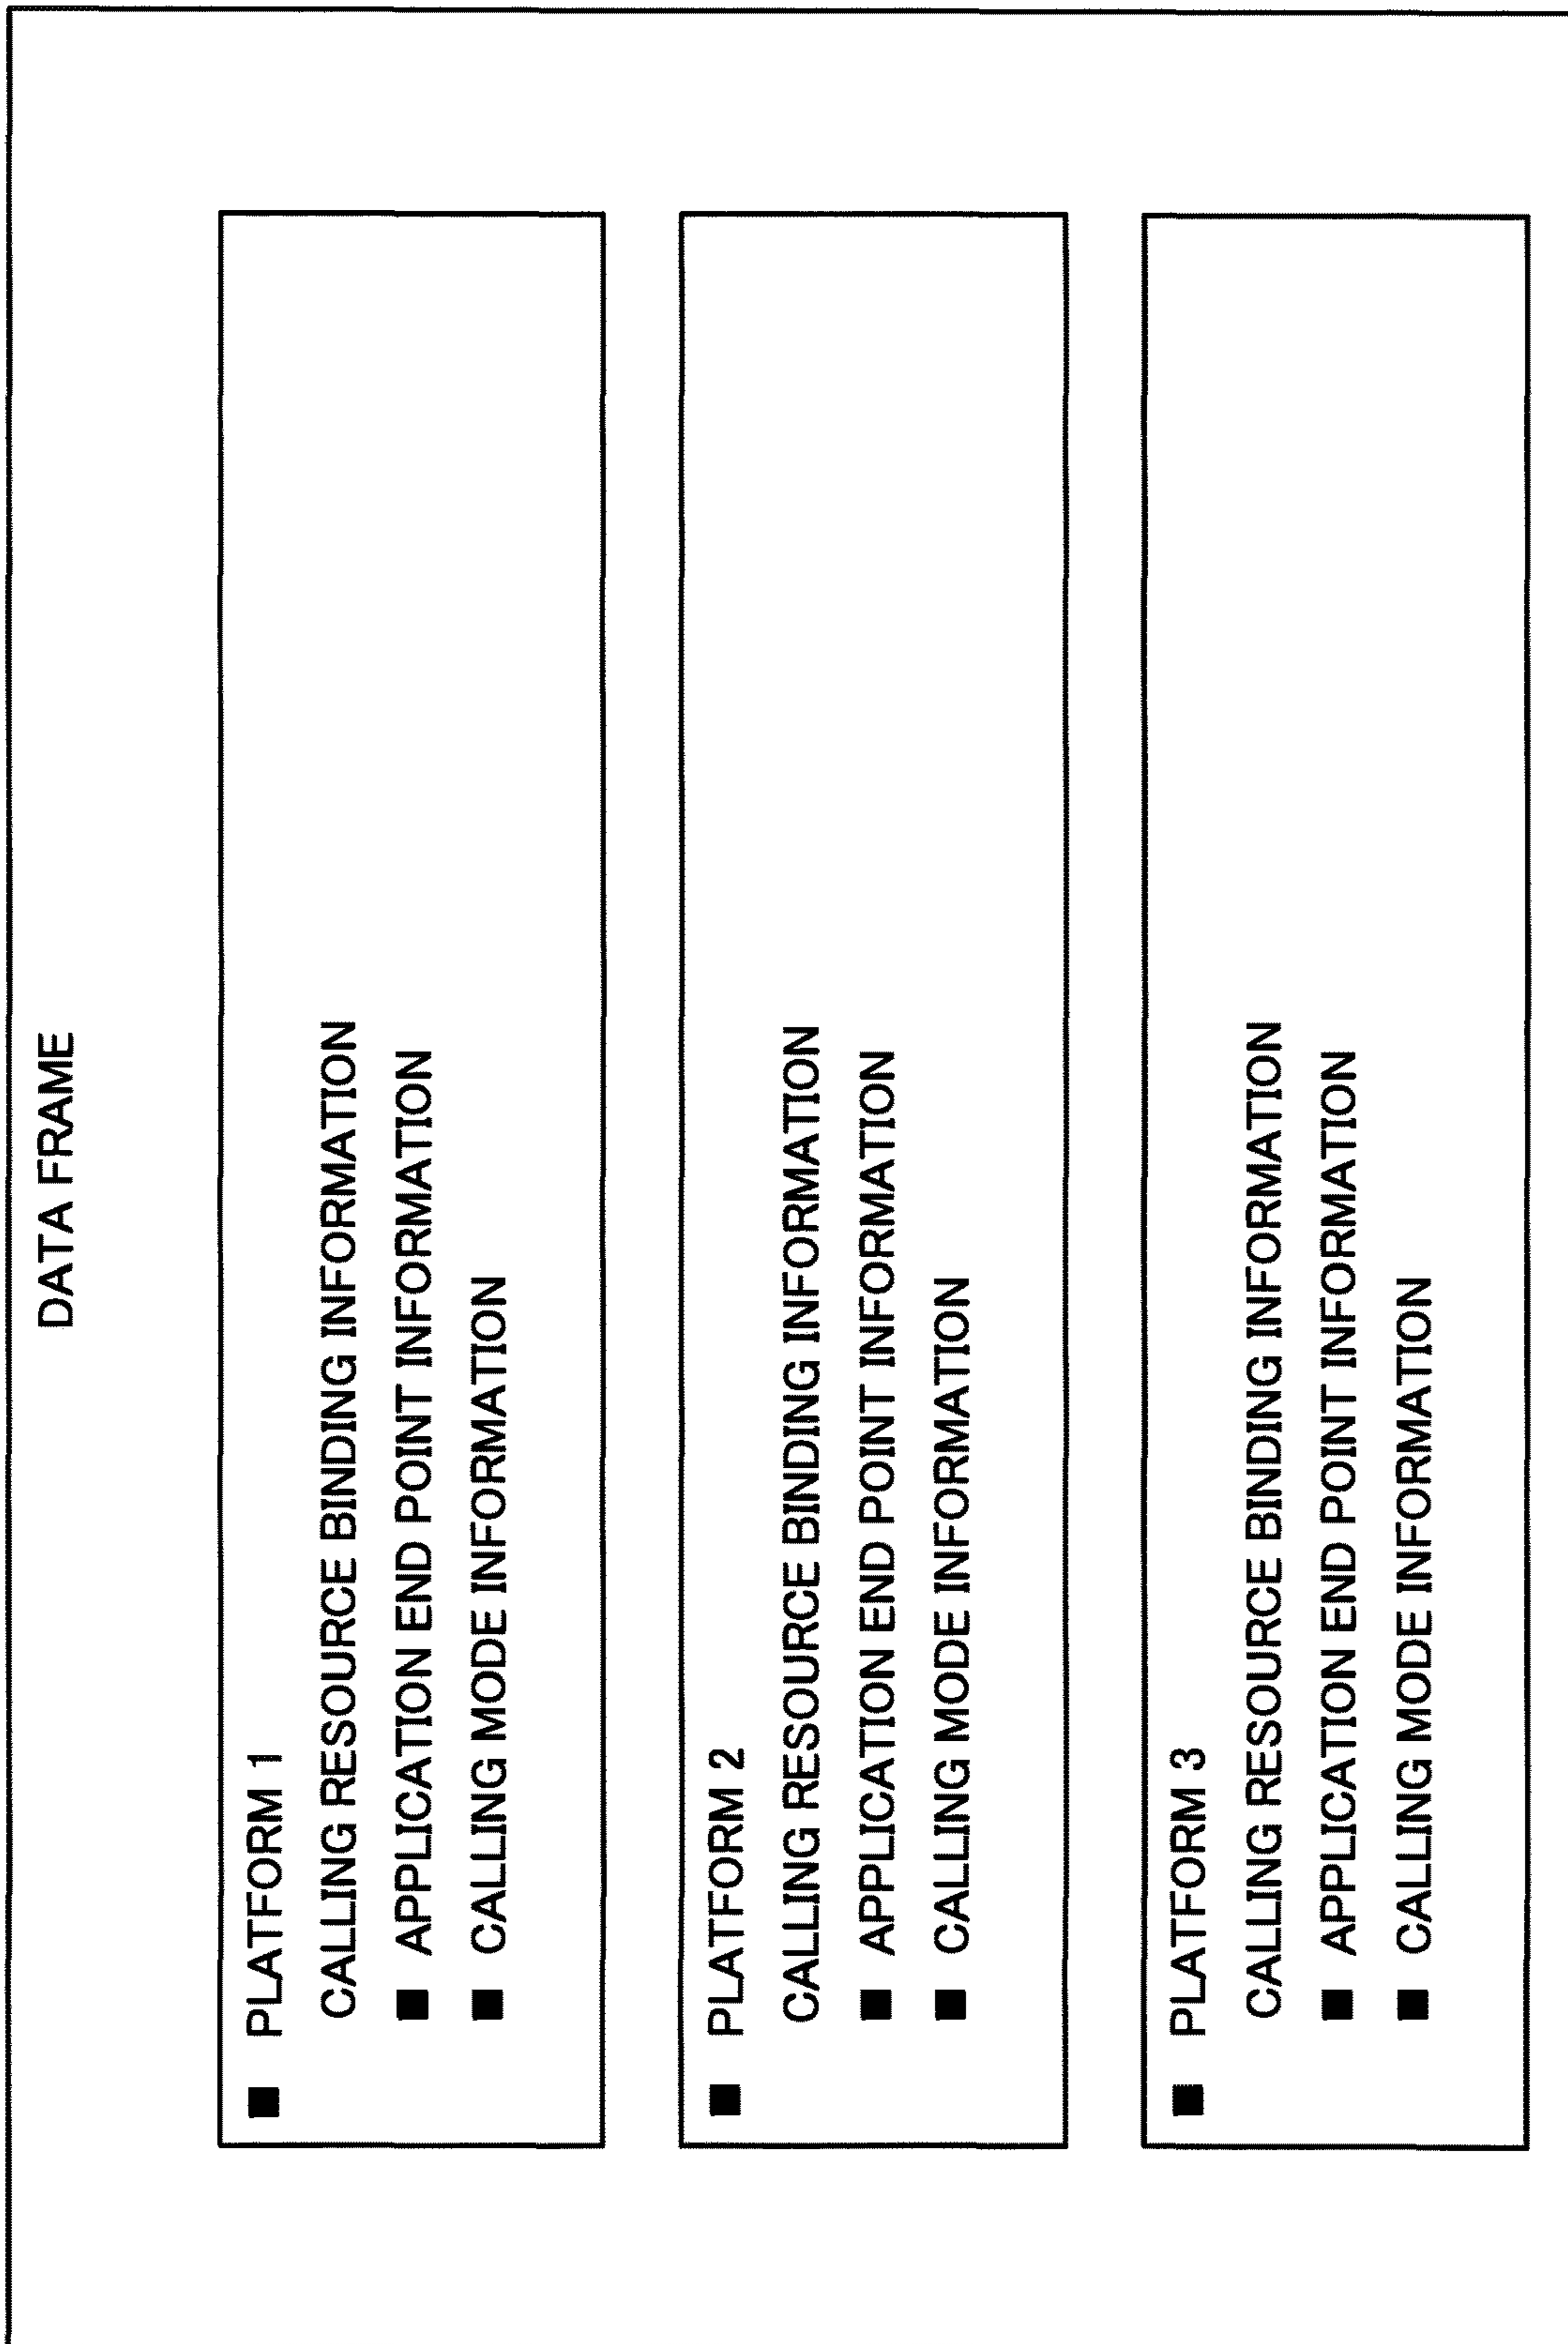 DATA FRAME
■ PLATFORM 1
CALLING RESOURCE BINDING INFORMATION
■ APPLICATION END POINT INFORMATION
■ CALLING MODE INFORMATION
■ PLATFORM 2
CALLING RESOURCE BINDING INFORMATION
■ APPLICATION END POINT INFORMATION
■ CALLING MODE INFORMATION
■ PLATFORM 3
CALLING RESOURCE BINDING INFORMATION
■ APPLICATION END POINT INFORMATION
■ CALLING MODE INFORMATION